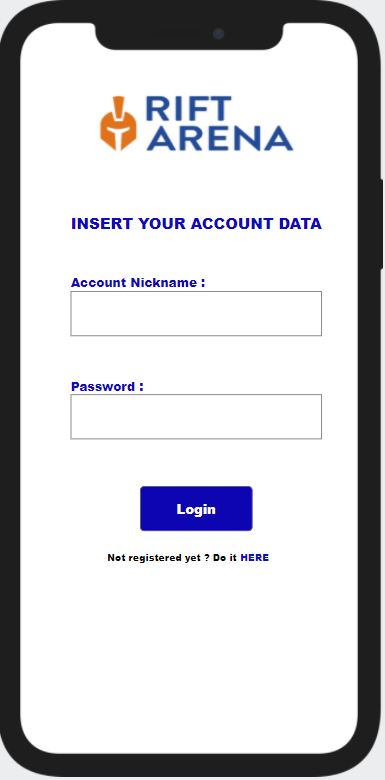 RIFT
ARENA
INSERT YOUR ACCOUNT DATA
Account Nickname :
Password :
Login
Not registered yet ? Do it HERE